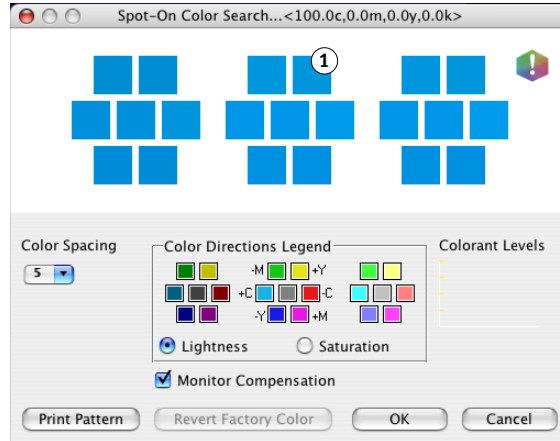 Spot-On Color Search...<100.0c,0.0m,0.0y,0.0k>
1
Color Spacing
5
Color Directions Legend
-M +Y
+C -C
-Y +M
Lightness Saturation
Colorant Levels
Monitor Compensation
Print Pattern Revert Factory Color OK Cancel